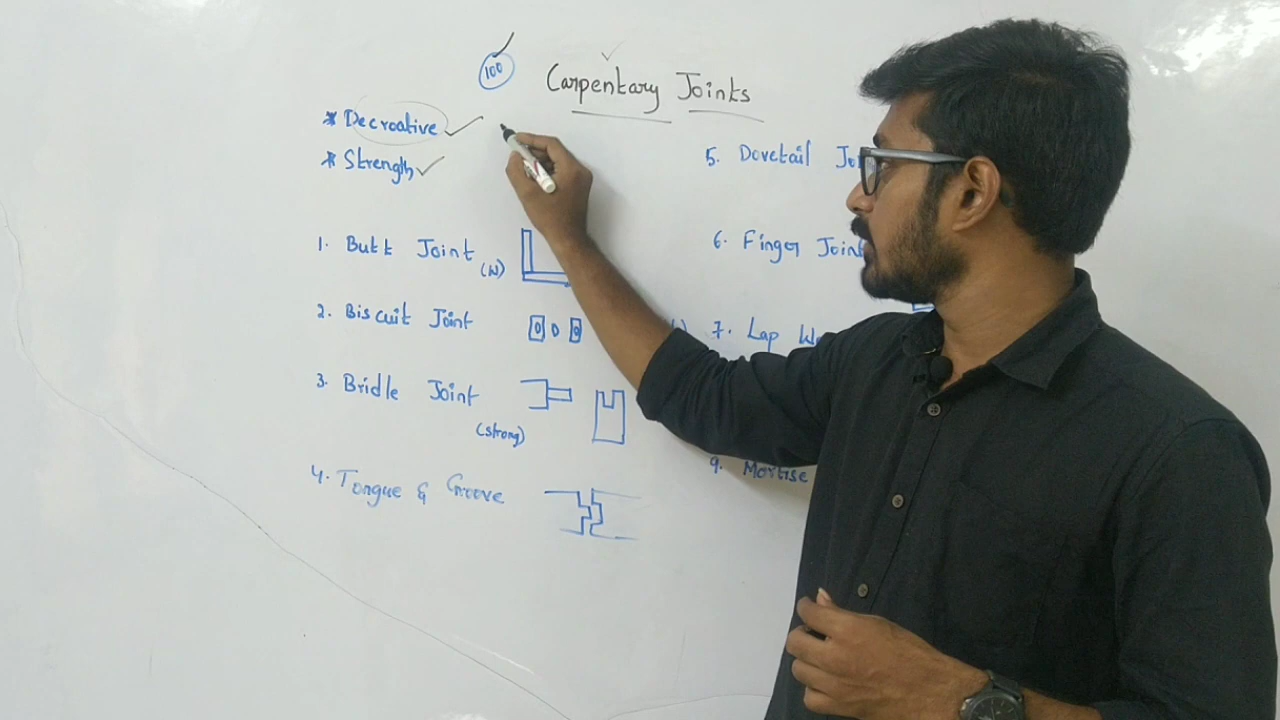 100
Carpentary Joints
* Decroative
* Strength
1. Butt Joint (W)
2. Biscuit Joint
3. Bridle Joint
(strong)
4. Tongue & Groove
5. Dovetail
6. Finger Joint
7. Lap
9. Mortise